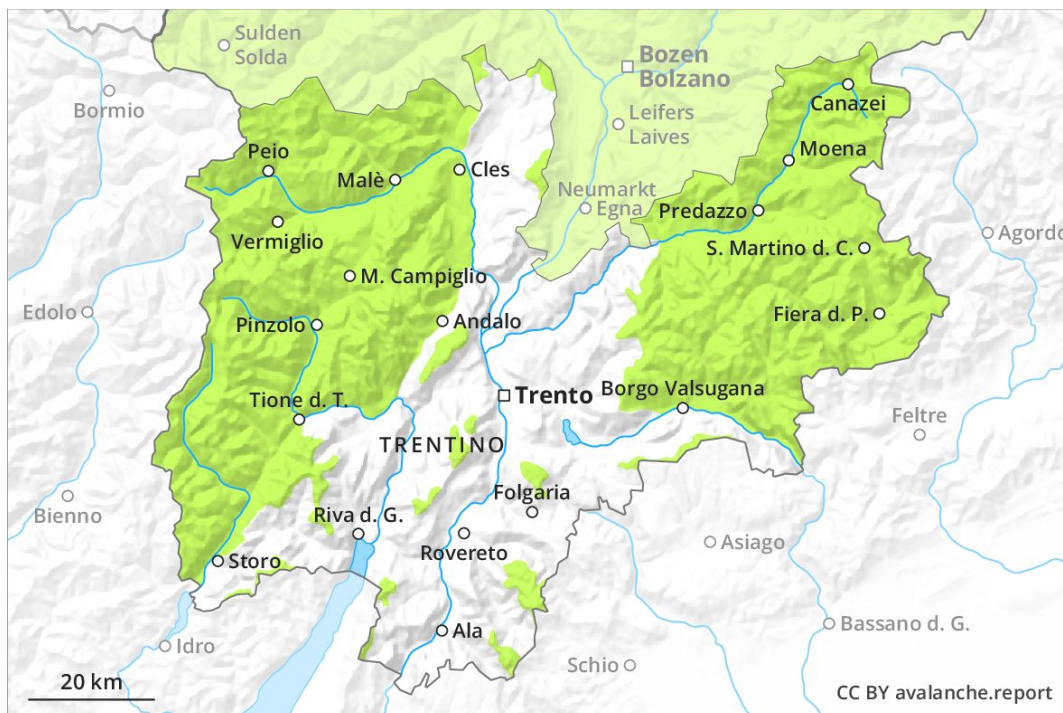 Sulden
Solda
Bozen
Bolzano
Bormio
Canazei
Leifers
Laives
Moena
Peio
Malè
Cles
Neumarkt
Egna
Predazzo
Vermiglio
S. Martino d. C.
Agordo
M. Campiglio
Edolo
Pinzolo
Andalo
Fiera d. P.
Trento
Borgo Valsugana
Tione d. T.
Feltre
TRENTINO
Bienno
Folgaria
Riva d. G.
Rovereto
Asiago
Storo
Ala
Bassano d. G.
Idro
Schio
20 km
CC BY avalanche.report